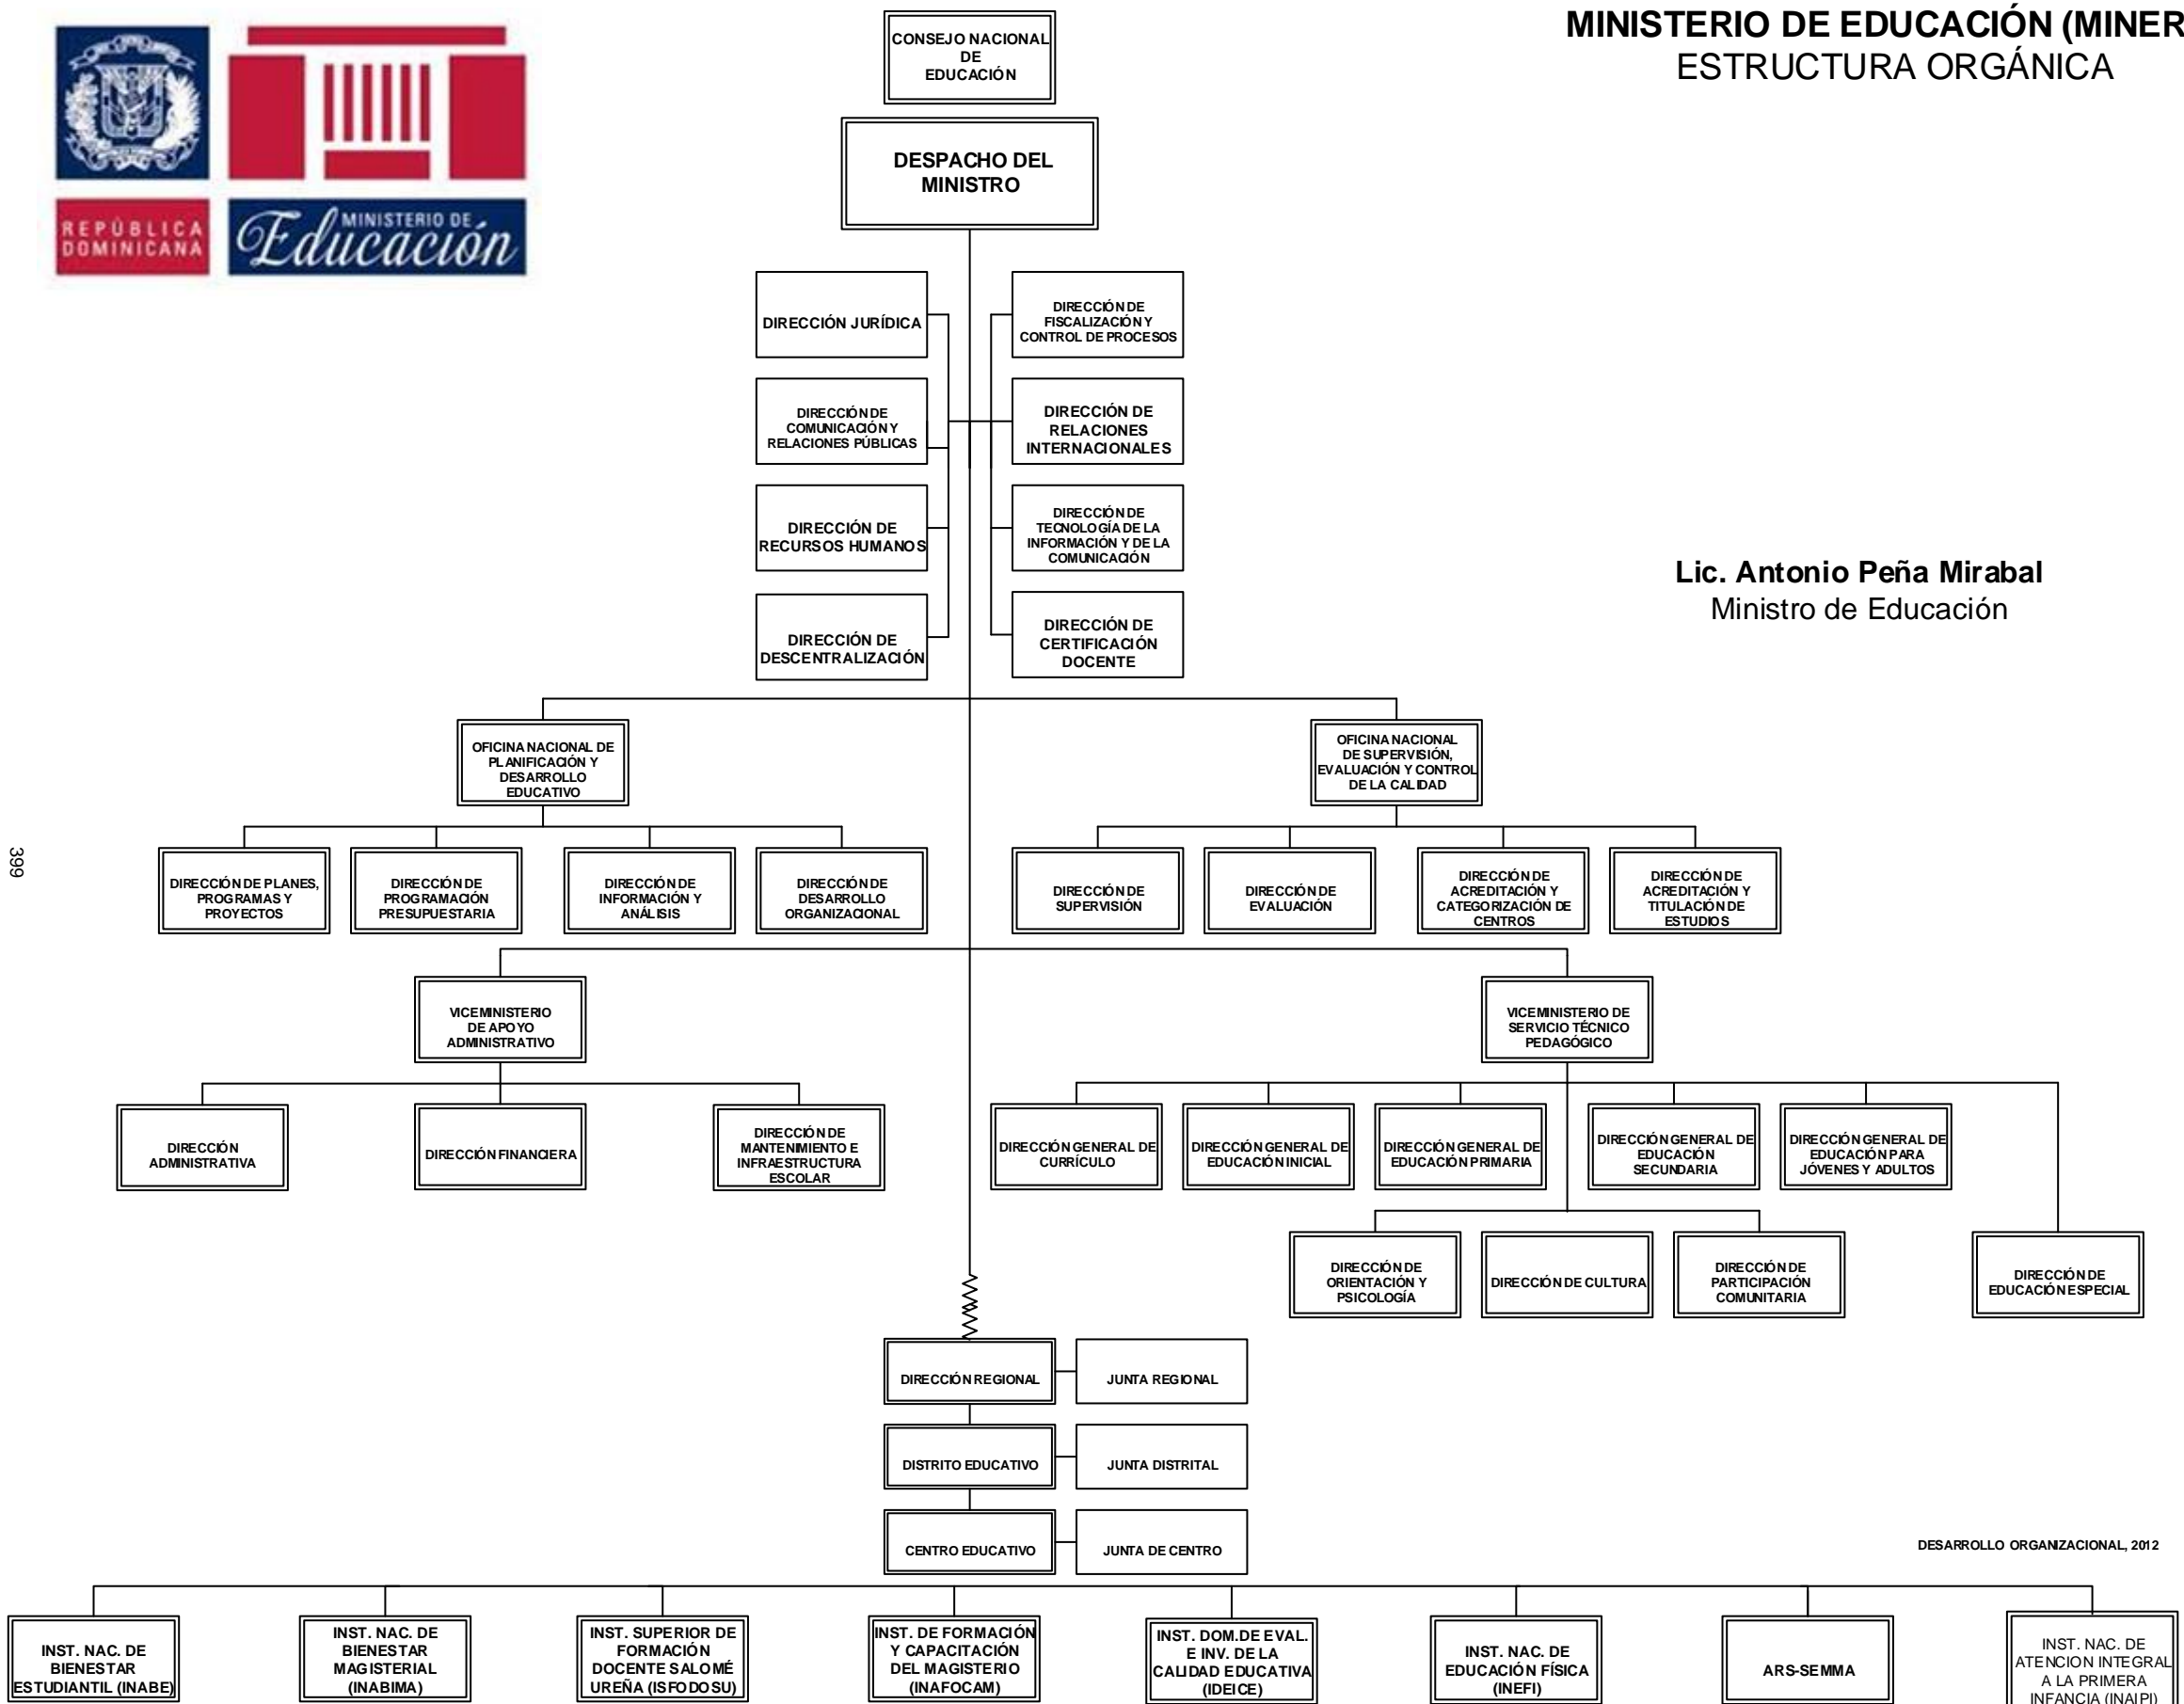 MINISTERIO DE EDUCACIÓN (MINER
ESTRUCTURA ORGÁNICA
REPÚBLICA
DOMINICANA
MINISTERIO DE
Educación
CONSEJO NACIONAL
DE
EDUCACIÓN
DESPACHO DEL
MINISTRO
DIRECCIÓN JURÍDICA
DIRECCIÓN DE
FISCALIZACIÓN Y
CONTROL DE PROCESOS
DIRECCIÓN DE
COMUNICACIÓN Y
RELACIONES PÚBLICAS
DIRECCIÓN DE
RELACIONES
INTERNACIONALES
DIRECCIÓN DE
RECURSOS HUMANOS
DIRECCIÓN DE
TECNOLOGÍA DE LA
INFORMACIÓN Y DE LA
COMUNICACIÓN
DIRECCIÓN DE
DESCENTRALIZACIÓN
DIRECCIÓN DE
CERTIFICACIÓN
DOCENTE
Lic. Antonio Peña Mirabal
Ministro de Educación
OFICINA NACIONAL DE
PLANIFICACIÓN Y
DESARROLLO
EDUCATIVO
OFICINA NACIONAL
DE SUPERVISIÓN,
EVALUACIÓN Y CONTROL
DE LA CALIDAD
399
DIRECCIÓN DE PLANES,
PROGRAMAS Y
PROYECTOS
DIRECCIÓN DE
PROGRAMACIÓN
PRESUPUESTARIA
DIRECCIÓN DE
INFORMACIÓN Y
ANÁLISIS
DIRECCIÓN DE
DESARROLLO
ORGANIZACIONAL
DIRECCIÓN DE
SUPERVISIÓN
DIRECCIÓN DE
EVALUACIÓN
DIRECCIÓN DE
ACREDITACIÓN Y
CATEGORIZACIÓN DE
CENTROS
DIRECCIÓN DE
ACREDITACIÓN Y
TITULACIÓN DE
ESTUDIOS
VICEMINISTERIO
DE APOYO
ADMINISTRATIVO
VICEMINISTERIO DE
SERVICIO TÉCNICO
PEDAGÓGICO
DIRECCIÓN
ADMINISTRATIVA
DIRECCIÓN FINANCIERA
DIRECCIÓN DE
MANTENIMIENTO E
INFRAESTRUCTURA
ESCOLAR
DIRECCIÓN GENERAL DE
CURRÍCULO
DIRECCIÓN GENERAL DE
EDUCACIÓN INICIAL
DIRECCIÓN GENERAL DE
EDUCACIÓN PRIMARIA
DIRECCIÓN GENERAL DE
EDUCACIÓN
SECUNDARIA
DIRECCIÓN GENERAL DE
EDUCACIÓN PARA
JÓVENES Y ADULTOS
DIRECCIÓN DE
ORIENTACIÓN Y
PSICOLOGÍA
DIRECCIÓN DE CULTURA
DIRECCIÓN DE
PARTICIPACIÓN
COMUNITARIA
DIRECCIÓN DE
EDUCACIÓN ESPECIAL
DIRECCIÓN REGIONAL
JUNTA REGIONAL
DISTRITO EDUCATIVO
JUNTA DISTRITAL
CENTRO EDUCATIVO
JUNTA DE CENTRO
DESARROLLO ORGANIZACIONAL, 2012
INST. NAC. DE
BIENESTAR
ESTUDIANTIL (INABE)
INST. NAC. DE
BIENESTAR
MAGISTERIAL
(INABIMA)
INST. SUPERIOR DE
FORMACIÓN
DOCENTE SALOMÉ
UREÑA (ISFODOSU)
INST. DE FORMACIÓN
Y CAPACITACIÓN
DEL MAGISTERIO
(INAFOCAM)
INST. DOM.DE EVAL.
E INV. DE LA
CALIDAD EDUCATIVA
(IDEICE)
INST. NAC. DE
EDUCACIÓN FÍSICA
(INEFI)
ARS-SEMMA
INST. NAC. DE
ATENCION INTEGRAL
A LA PRIMERA
INFANCIA (INAIPI)